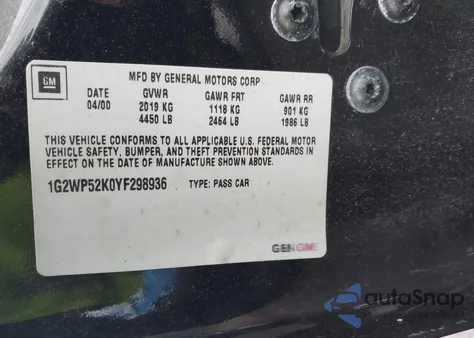 GM
MFD BY GENERAL MOTORS CORP
DATE GVWR GAWR FRT GAWR RR
04/00 2019 KG 1118 KG 901 KG
4450 LB 2464 LB 1986 LB
THIS VEHICLE CONFORMS TO ALL APPLICABLE U.S. FEDERAL MOTOR
VEHICLE SAFETY, BUMPER, AND THEFT PREVENTION STANDARDS IN
EFFECT ON THE DATE OF MANUFACTURE SHOWN ABOVE.
1G2WP52K0YF298936 TYPE: PASS CAR
autoSnap